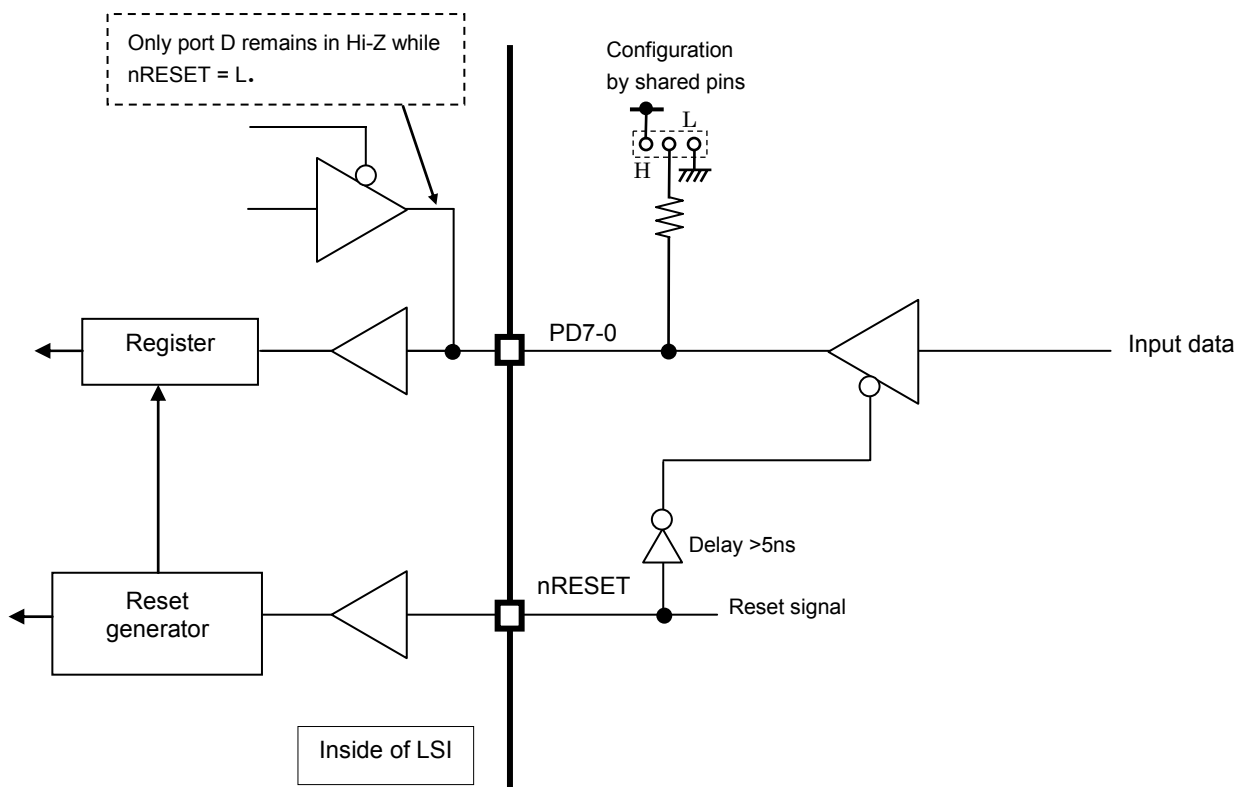 Only port D remains in Hi-Z while
nRESET = L.
Configuration
by shared pins
L
H
PD7-0
Register
Input data
Delay >5ns
nRESET
Reset
generator
Reset signal
Inside of LSI